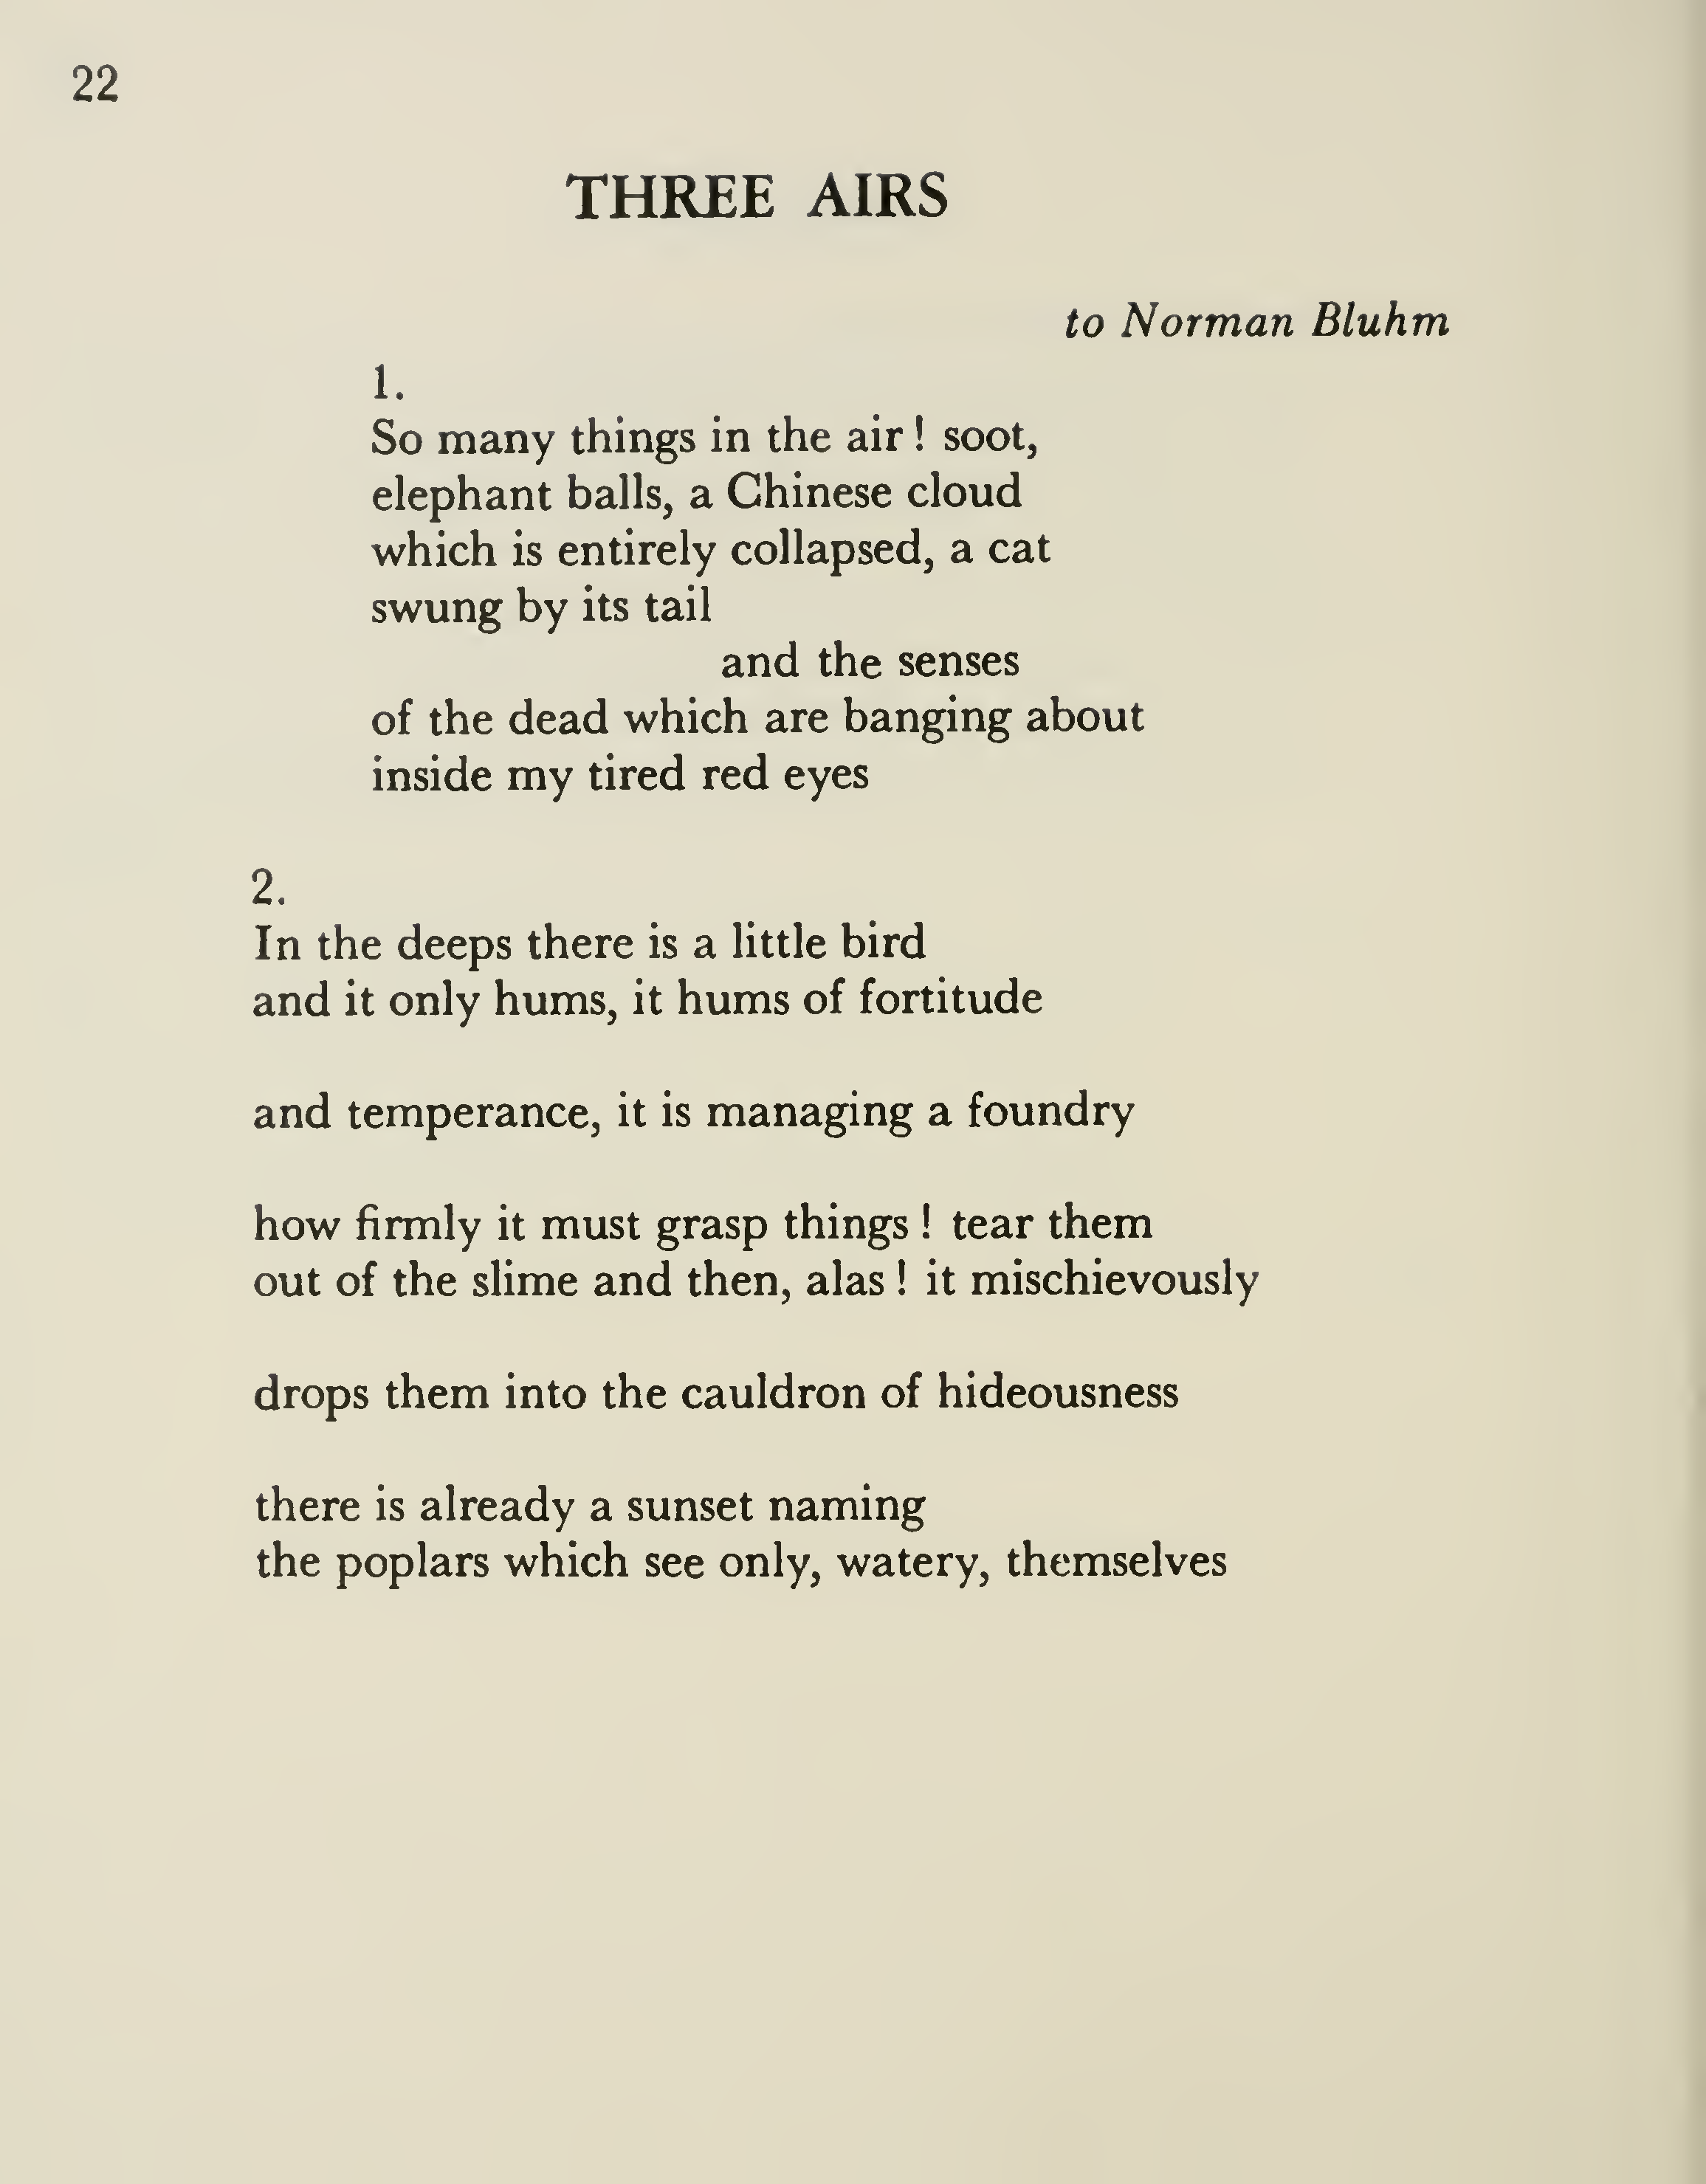 22
THREE AIRS
to Norman Bluhm
1.
So many things in the air! soot,
elephant balls, a Chinese cloud
which is entirely collapsed, a cat
swung by its tail
and the senses
of the dead which are banging about
inside my tired red eyes
2.
In the deeps there is a little bird
and it only hums, it hums of fortitude
and temperance, it is managing a foundry
how firmly it must grasp things! tear them
out of the slime and then, alas! it mischievously
drops them into the cauldron of hideousness
there is already a sunset naming
the poplars which see only, watery, themselves